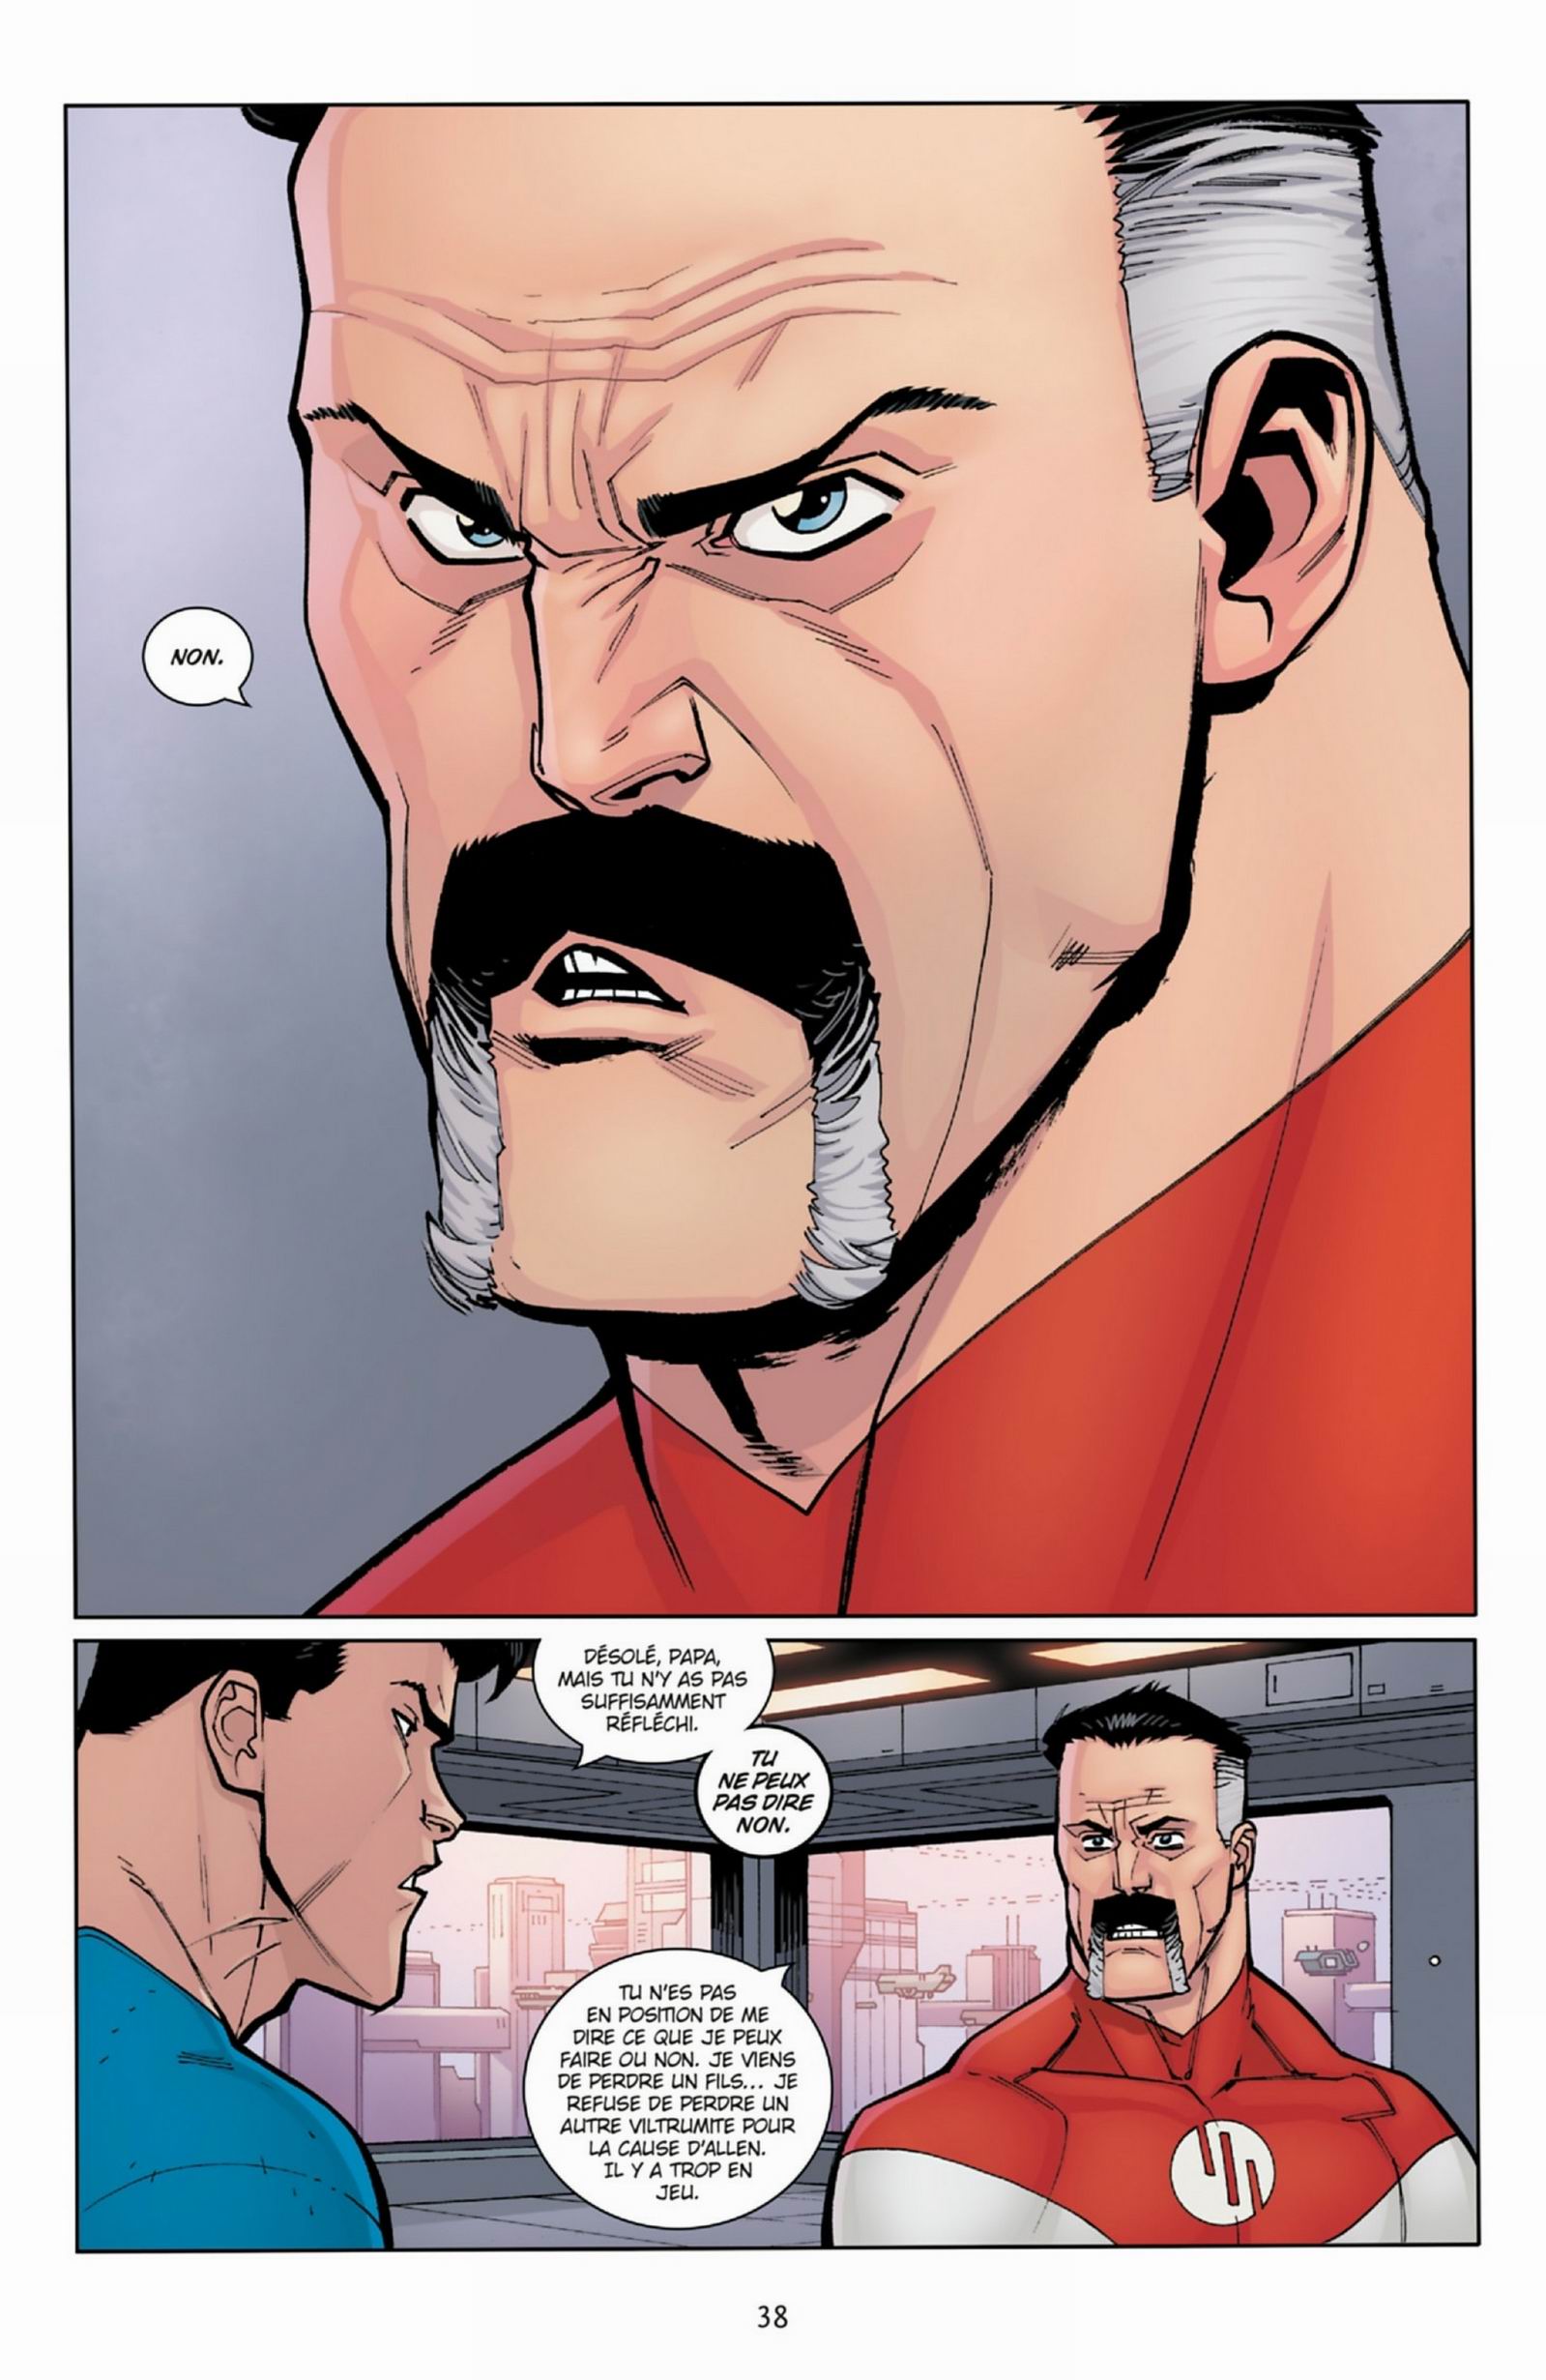 NON.
DÉSOLÉ, PAPA,
MAIS TU N'Y AS PAS
SUFFISAMMENT
RÉFLÉCHI.
TU
NE PEUX
PAS DIRE
NON.
TU N'ES PAS
EN POSITION DE ME
DIRE CE QUE JE PEUX
FAIRE OU NON. JE VIENS
DE PERDRE UN FILS... JE
REFUSE DE PERDRE UN
AUTRE VILTRUMITE POUR
LA CAUSE D'ALLEN.
IL Y A TROP EN
JEU.
38